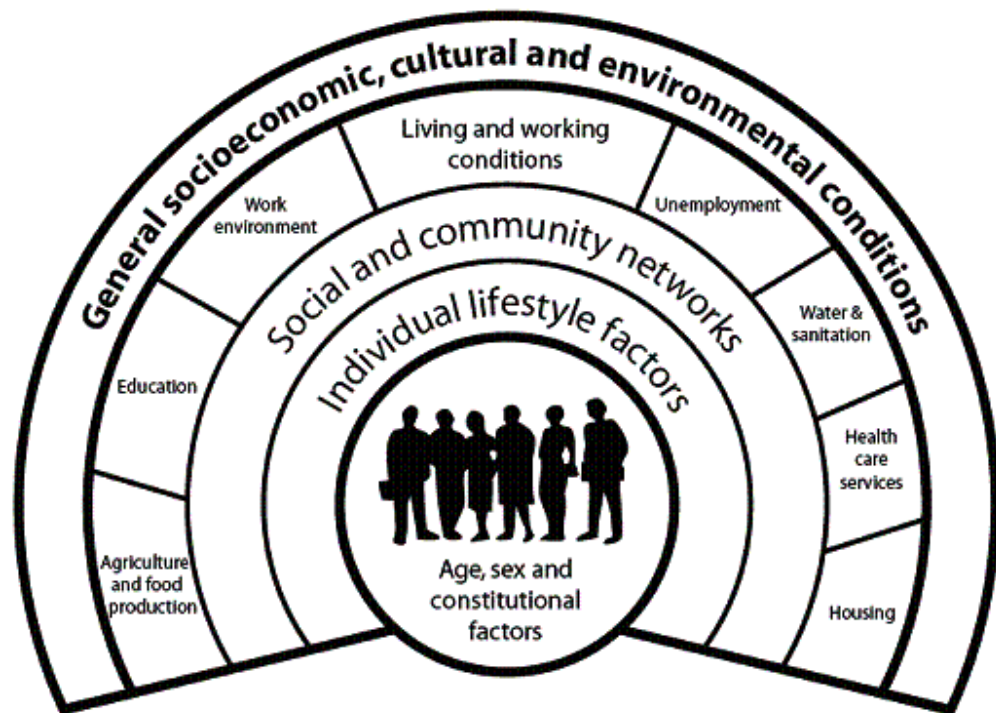 General socioeconomic, cultural and environmental conditions
Living and working
conditions
Work
environment
Unemployment
Social and community networks
Water &
sanitation
Individual lifestyle factors
Education
Health
care
services
Agriculture
and food
production
Housing
Age, sex and
constitutional
factors